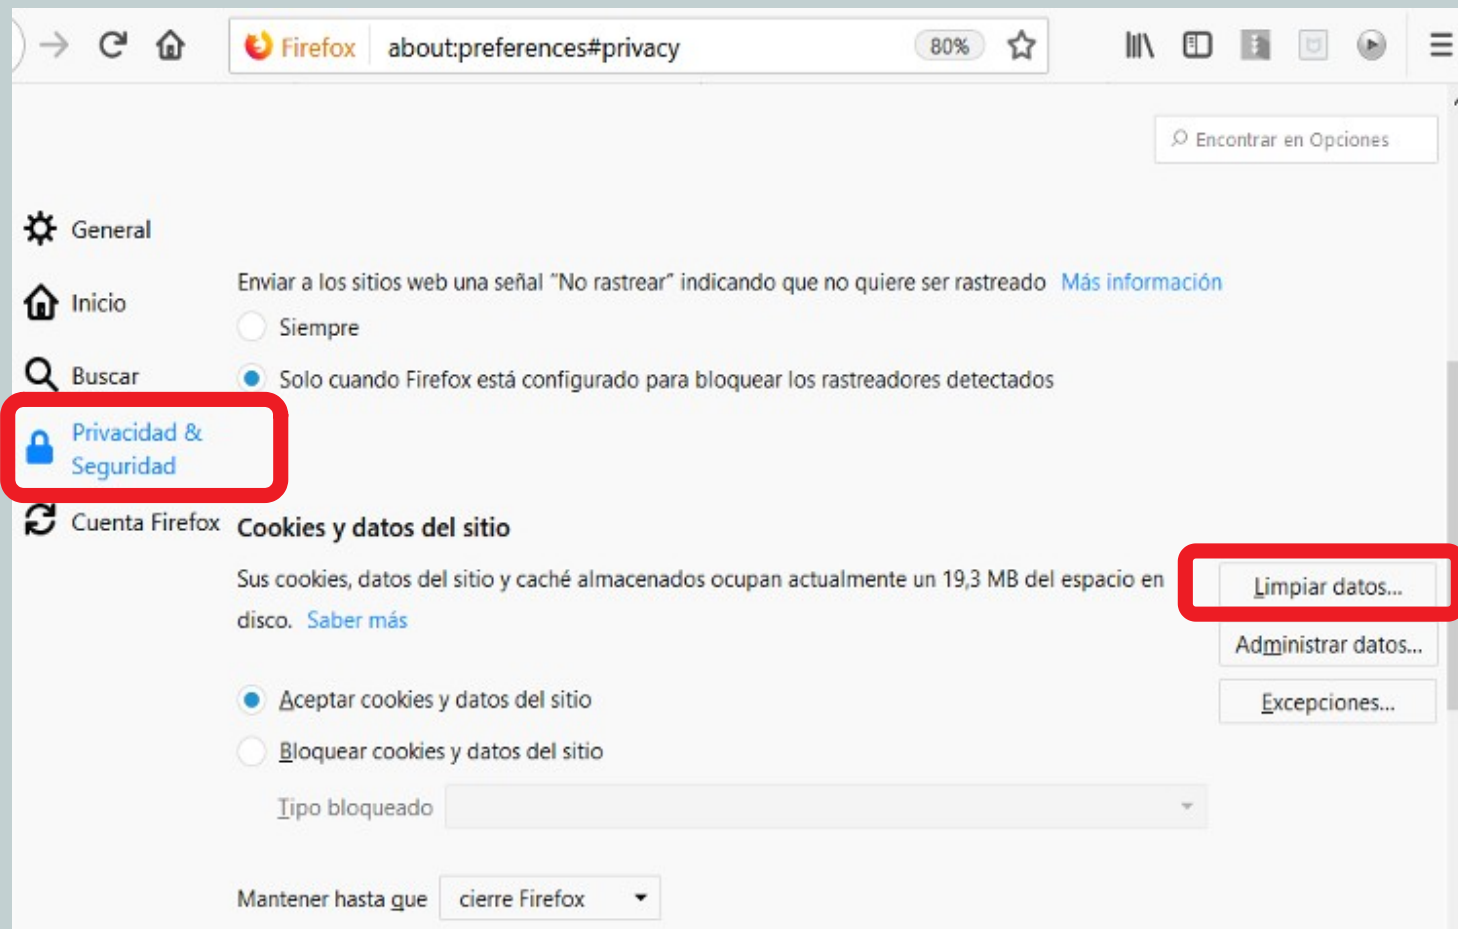 Firefox about:preferences#privacy 80%
Encontrar en Opciones
General
Inicio
Buscar
Privacidad &
Seguridad
Cuenta Firefox
Enviar a los sitios web una señal "No rastrear" indicando que no quiere ser rastreado Más información
Siempre
Solo cuando Firefox está configurado para bloquear los rastreadores detectados
Cookies y datos del sitio
Sus cookies, datos del sitio y caché almacenados ocupan actualmente un 19,3 MB del espacio en
disco. Saber más
Limpiar datos...
Administrar datos...
Excepciones...
Aceptar cookies y datos del sitio
Bloquear cookies y datos del sitio
Tipo bloqueado
Mantener hasta que cierre Firefox